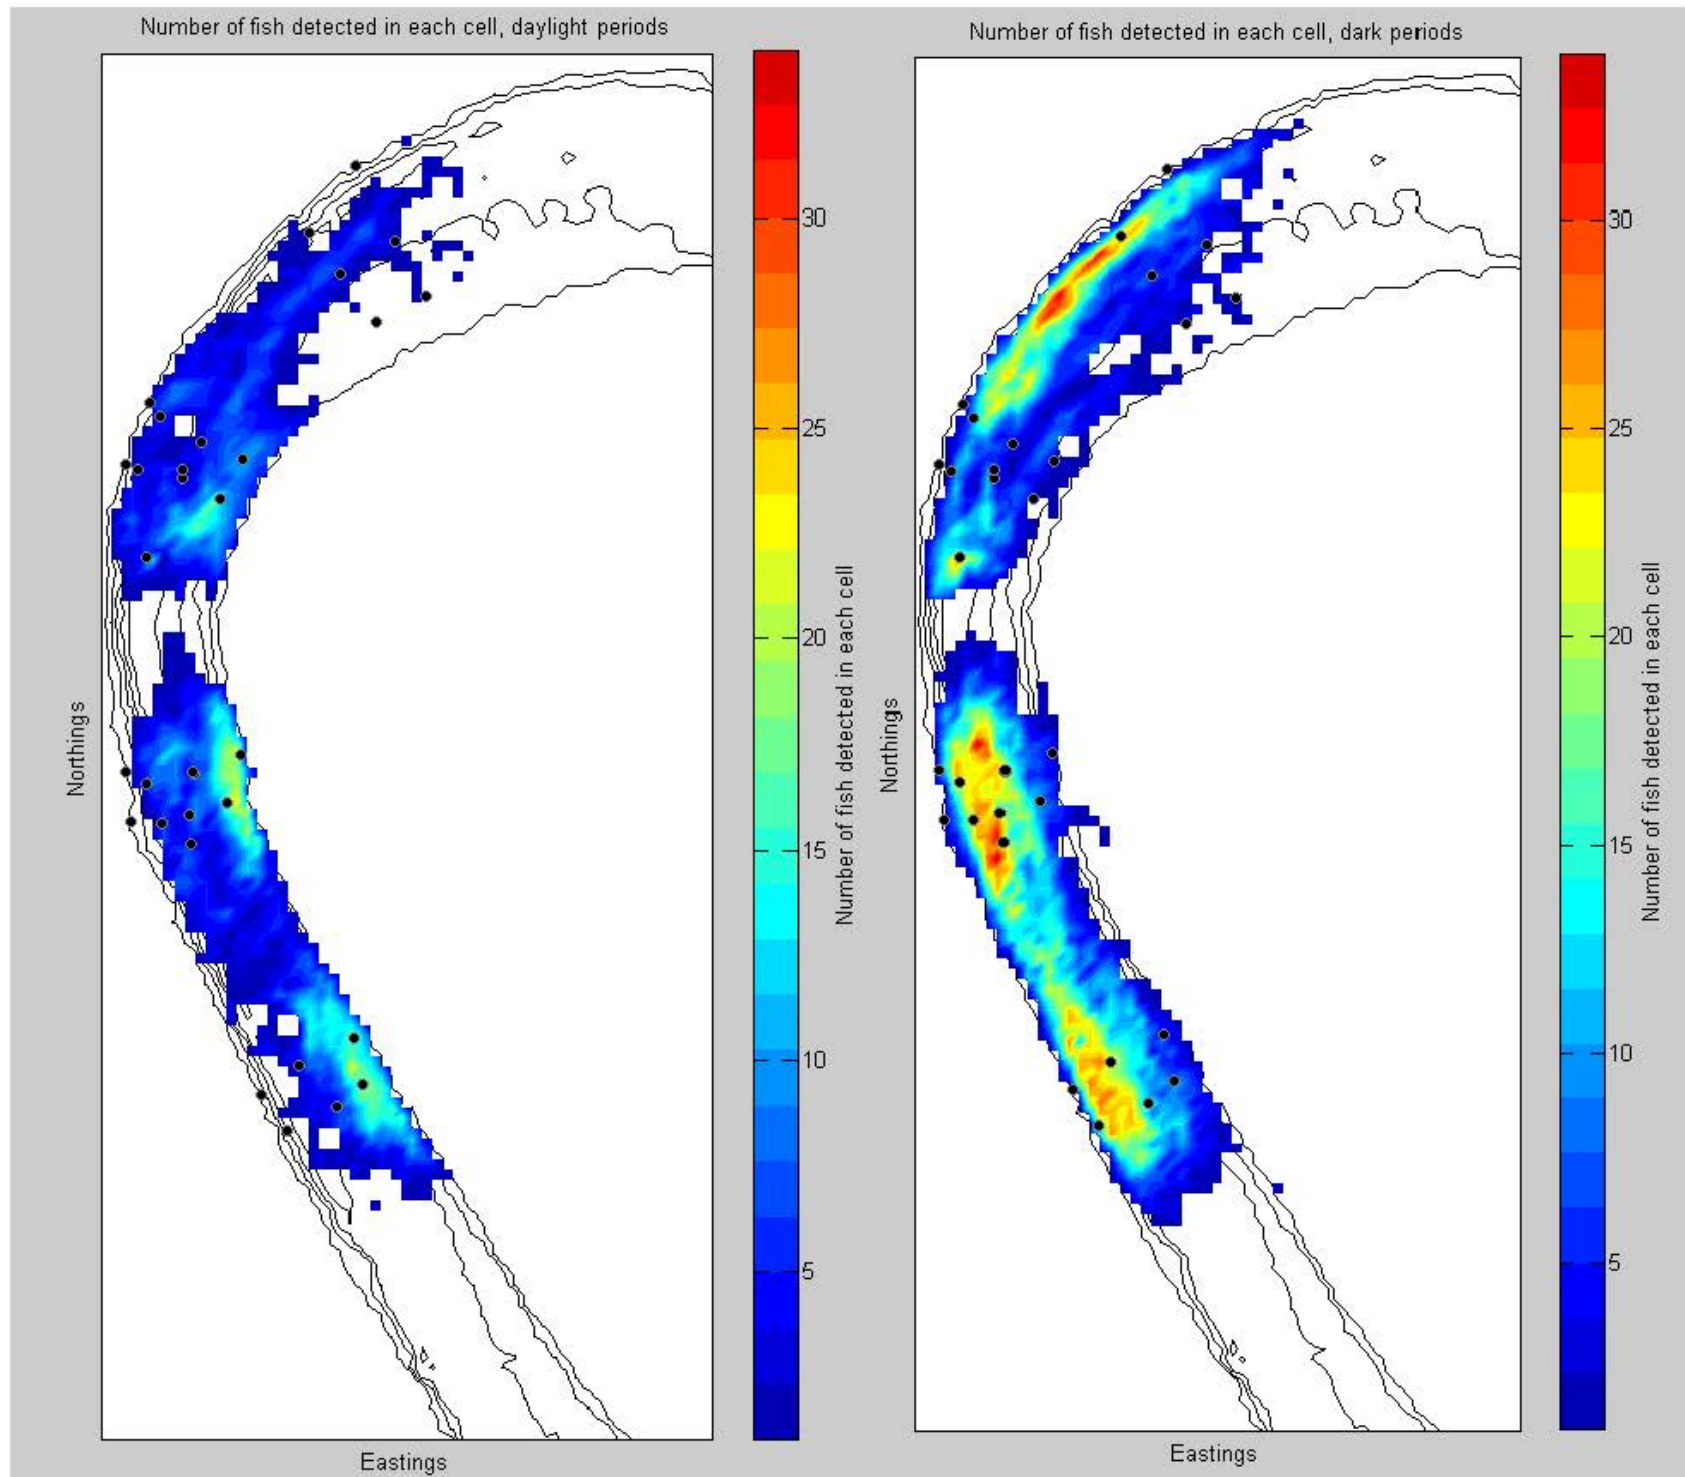 Number of fish detected in each cell, daylight periods
Northings
Eastings
30
25
20
15
10
5
Number of fish detected in each cell
Number of fish detected in each cell, dark periods
Northings
Eastings
30
25
20
15
10
5
Number of fish detected in each cell